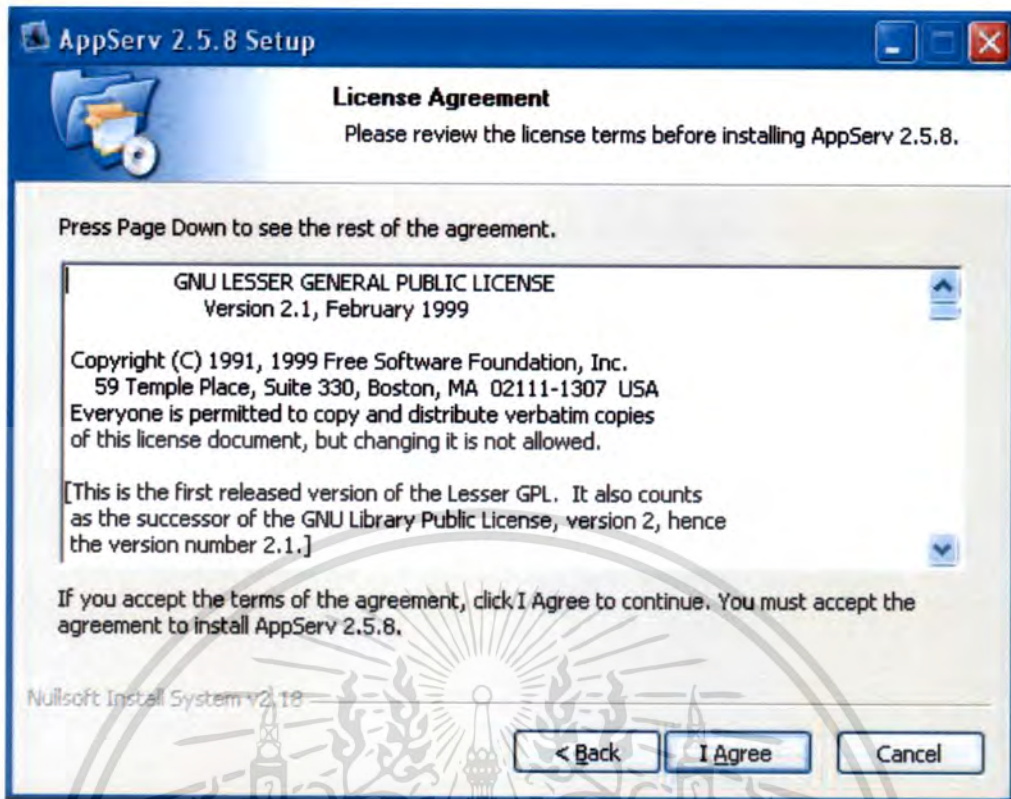 AppServ 2.5.8 Setup
License Agreement
Please review the license terms before installing AppServ 2.5.8.
Press Page Down to see the rest of the agreement.
GNU LESSER GENERAL PUBLIC LICENSE
Version 2.1, February 1999
Copyright (C) 1991, 1999 Free Software Foundation, Inc.
59 Temple Place, Suite 330, Boston, MA 02111-1307 USA
Everyone is permitted to copy and distribute verbatim copies
of this license document, but changing it is not allowed.
[This is the first released version of the Lesser GPL. It also counts
as the successor of the GNU Library Public License, version 2, hence
the version number 2.1.]
If you accept the terms of the agreement, click I Agree to continue. You must accept the
agreement to install AppServ 2.5.8.
Nullsoft Install System v2.18
< Back
I Agree
Cancel